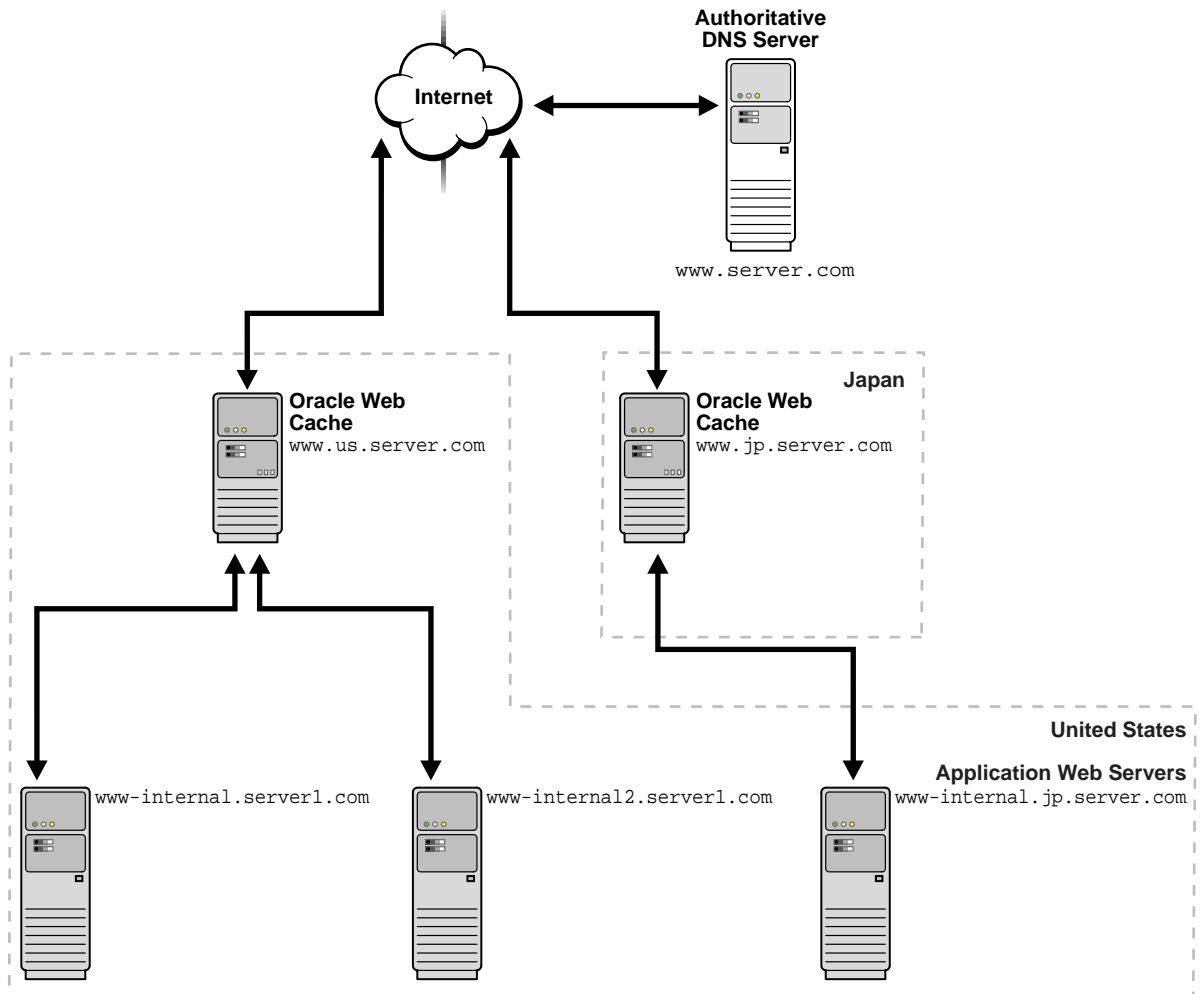 Authoritative
DNS Server
Internet
www.server.com
Japan
Oracle Web
Cache
www.us.server.com
Oracle Web
Cache
www.jp.server.com
United States
Application Web Servers
www-internal.server1.com
www-internal2.server1.com
www-internal.jp.server.com